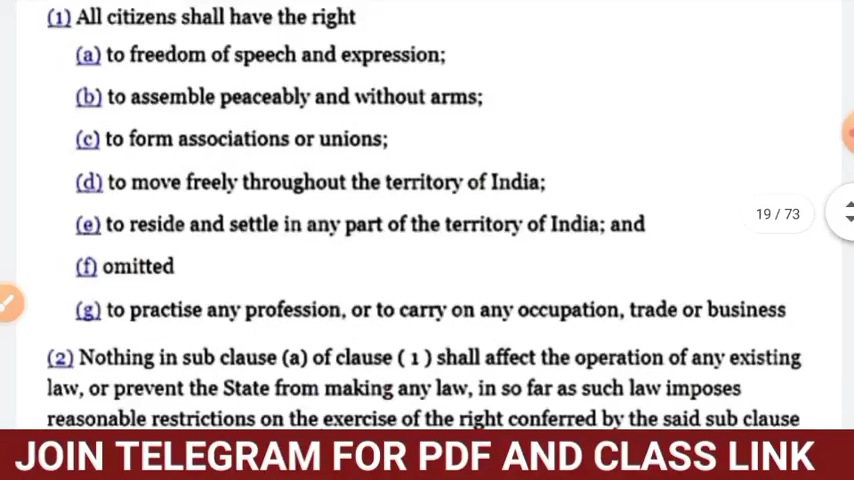 (1) All citizens shall have the right
(a) to freedom of speech and expression;
(b) to assemble peaceably and without arms;
(c) to form associations or unions;
(d) to move freely throughout the territory of India;
(e) to reside and settle in any part of the territory of India; and
19 / 73
(f) omitted
(g) to practise any profession, or to carry on any occupation, trade or business
(2) Nothing in sub clause (a) of clause ( 1 ) shall affect the operation of any existing
law, or prevent the State from making any law, in so far as such law imposes
reasonable restrictions on the exercise of the right conferred by the said sub clause
JOIN TELEGRAM FOR PDF AND CLASS LINK